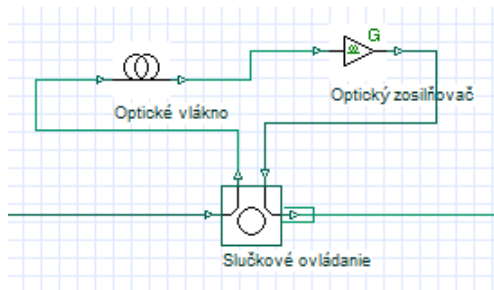 G
Optické vlákno
Optický zosilňovač
Slučkové ovládanie